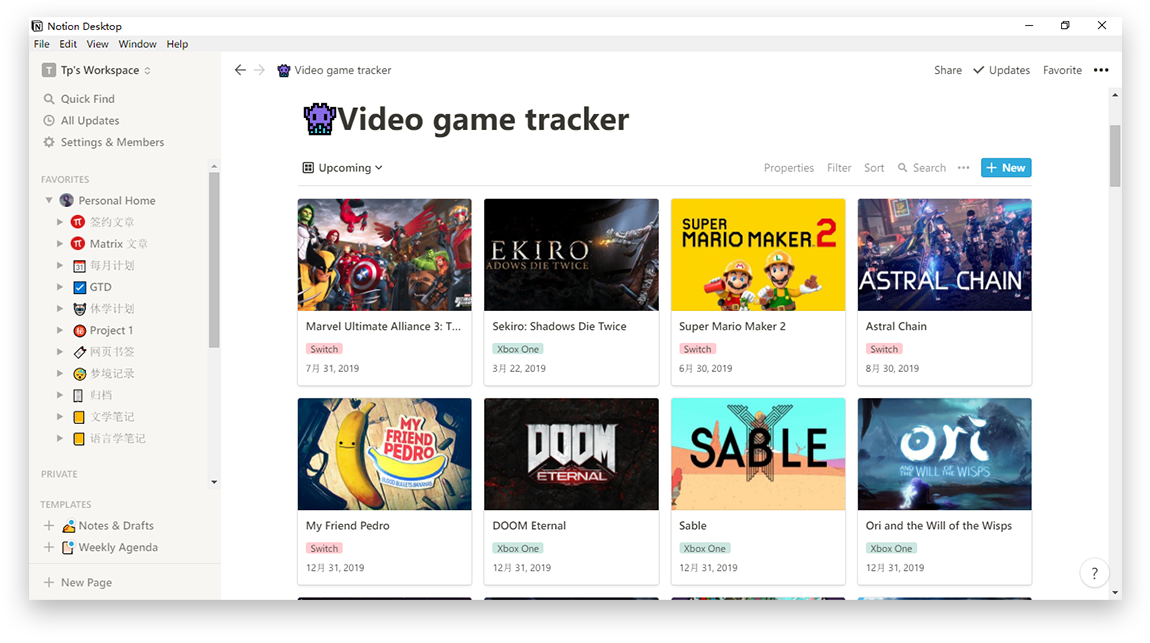 Notion Desktop
File Edit View Window Help
T Tp's Workspace
Quick Find
All Updates
Settings & Members
FAVORITES
Personal Home
签约文章
Matrix 文章
每月计划
GTD
休学计划
Project 1
网页书签
梦境记录
归档
文学笔记
语言学笔记
PRIVATE
TEMPLATES
Notes & Drafts
Weekly Agenda
New Page
Video game tracker
Share Updates Favorite
Video game tracker
Upcoming
Properties Filter Sort Search New
EKIRO
ADOWS DIE TWICE
SUPER
MARIO MAKER 2
ASTRAL CHAIN
Marvel Ultimate Alliance 3: T...
Switch
7月 31, 2019
Sekiro: Shadows Die Twice
Xbox One
3月 22, 2019
Super Mario Maker 2
Switch
6月 30, 2019
Astral Chain
Switch
8月 30, 2019
MY
FRIEND
PEDRO
BLOOD BULLETS BANANAS
DOOM
ETERNAL
SABLE
ori
AND THE WILL OF THE WISPS
My Friend Pedro
Switch
12月 31, 2019
DOOM Eternal
Xbox One
12月 31, 2019
Sable
Xbox One
12月 31, 2019
Ori and the Will of the Wisps
Xbox One
12月 31, 2019
?